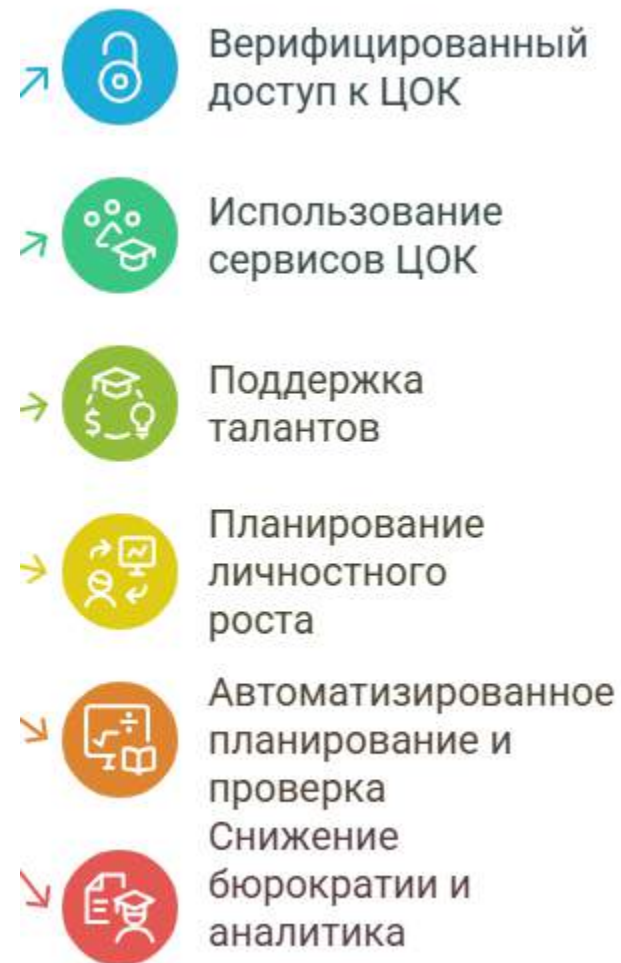 Верифицированный
доступ к ЦОК
Использование
сервисов ЦОК
Поддержка
талантов
Планирование
личностного
роста
Автоматизированное
планирование и
проверка
Снижение
бюрократии и
аналитика